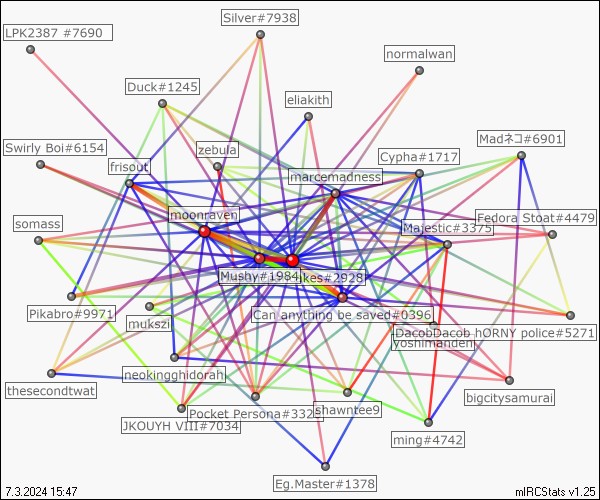 Silver#7938
LPK2387 #7690
normalwan
Duck#1245
eliakith
Madネコ#6901
Swirly Boi#6154
zebula
Cypha#1717
frisout
marcemadness
moonraven
Fedora Stoat#4479
somass
Majestic#3375
Mushy#1984
ikes#2928
Pikabro#9971
Can anything be saved#0396
mukszi
DacobDacob hORNY police#5271
yoshimanden
neokingghidorah
thesecondtwat
bigcitysamurai
Pocket Persona#332
shawntee9
JKOUYH VIII#7034
ming#4742
Eg.Master#1378
7.3.2024 15:47
mIRCStats v1.25